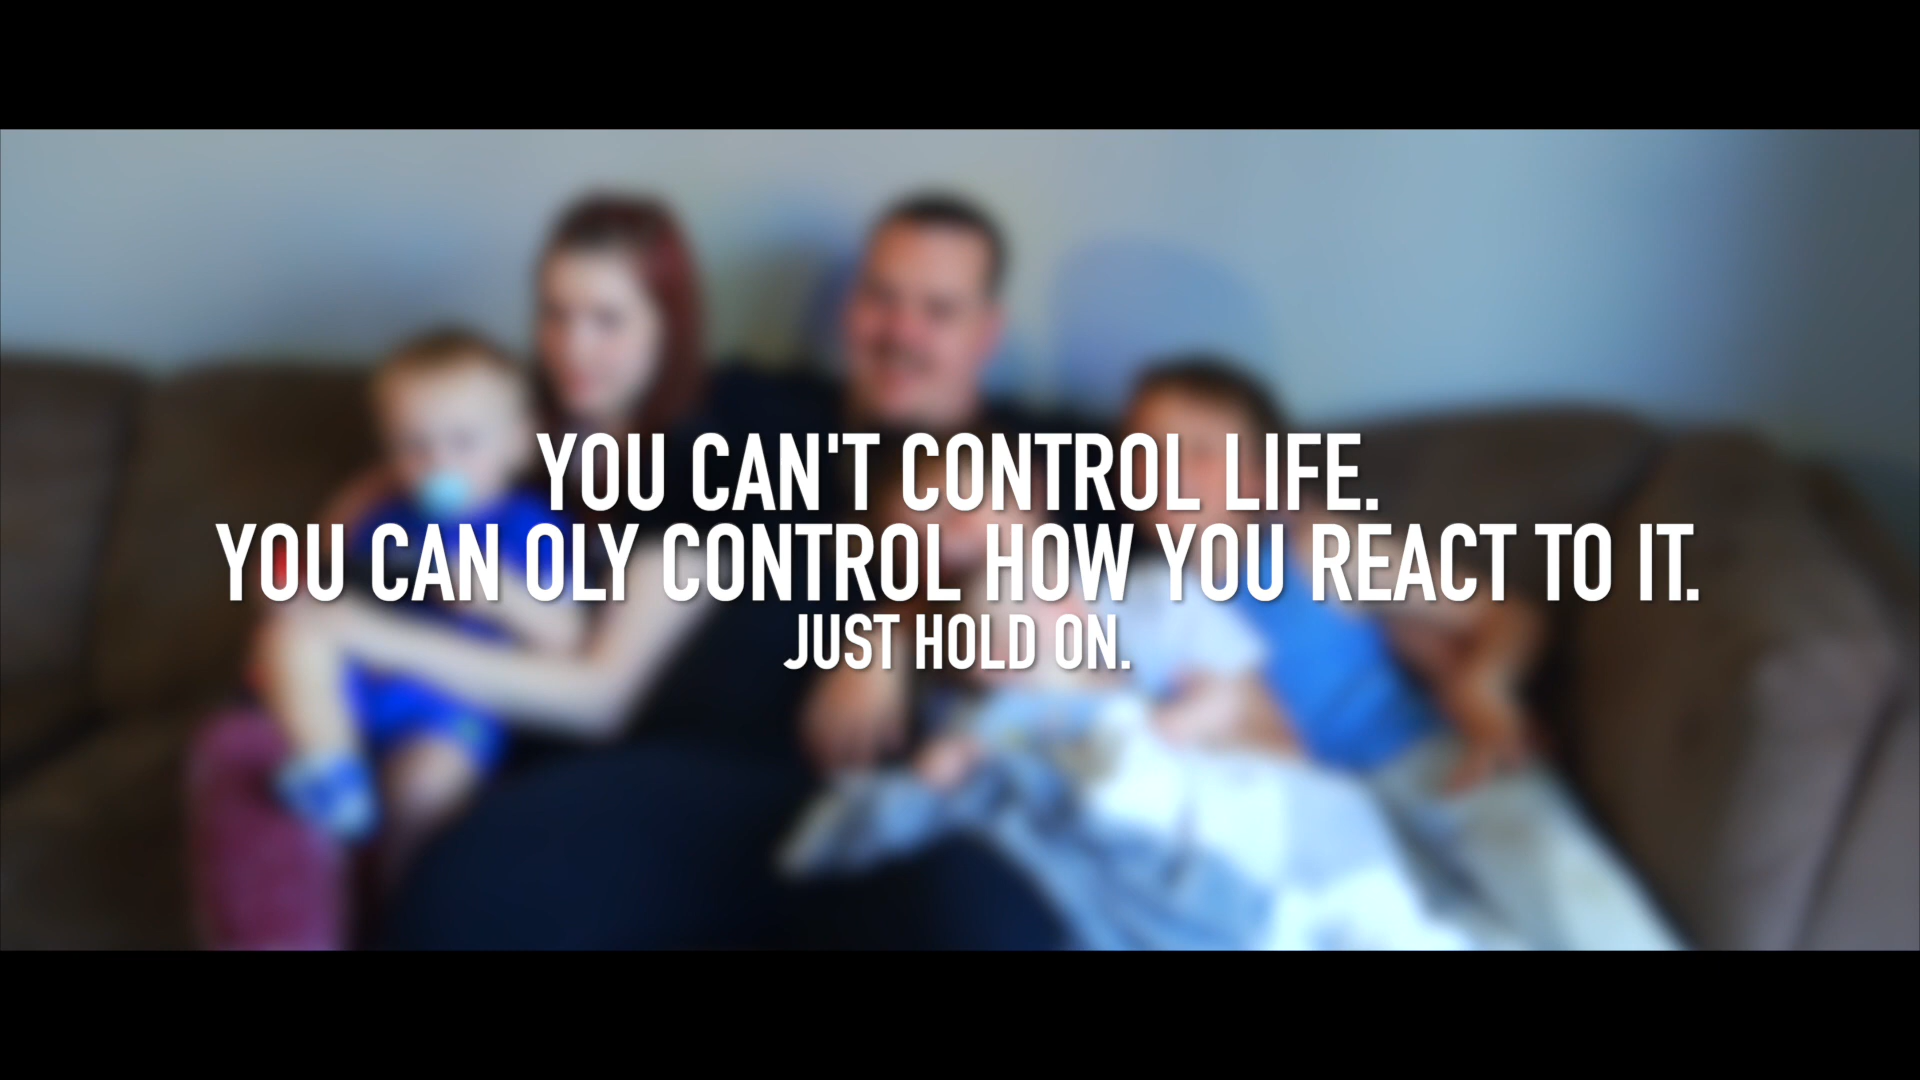 YOU CAN'T CONTROL LIFE.
YOU CAN OLY CONTROL HOW YOU REACT TO IT.
JUST HOLD ON.